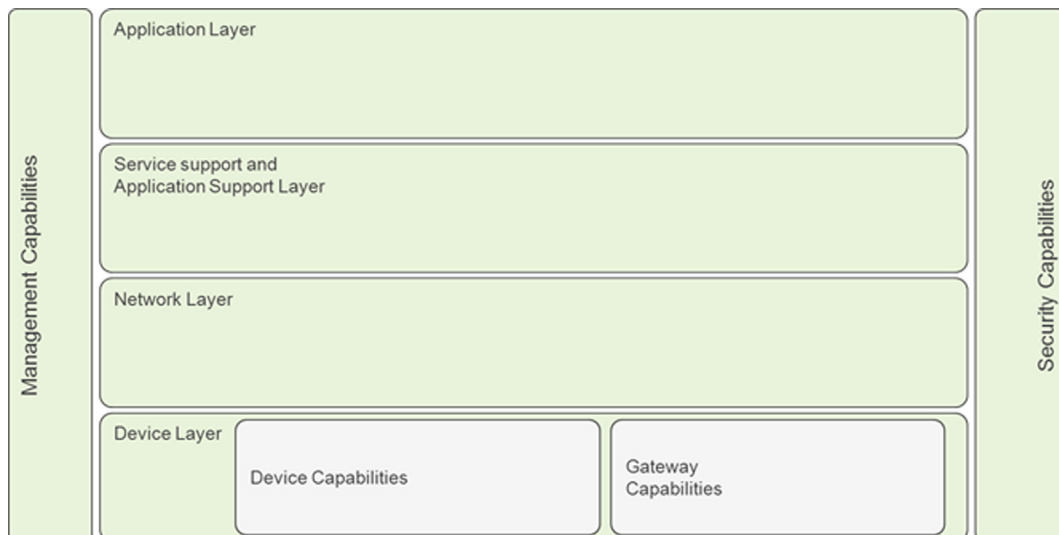 Management Capabilities
Application Layer
Service support and
Application Support Layer
Network Layer
Device Layer
Device Capabilities
Gateway
Capabilities
Security Capabilities